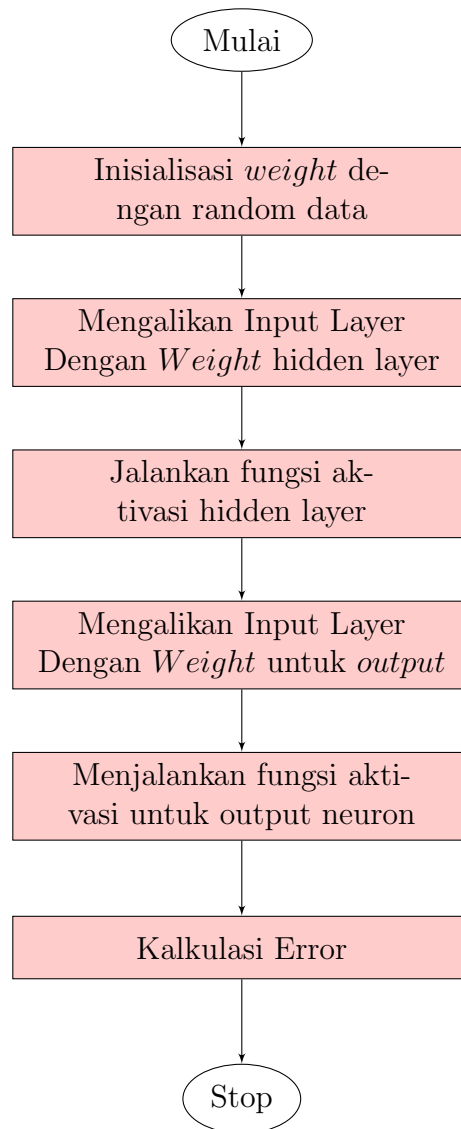 Mulai
Inisialisasi weight de-
ngan random data
Mengalikan Input Layer
Dengan Weight hidden layer
Jalankan fungsi ak-
tivasi hidden layer
Mengalikan Input Layer
Dengan Weight untuk output
Menjalankan fungsi akti-
vasi untuk output neuron
Kalkulasi Error
Stop